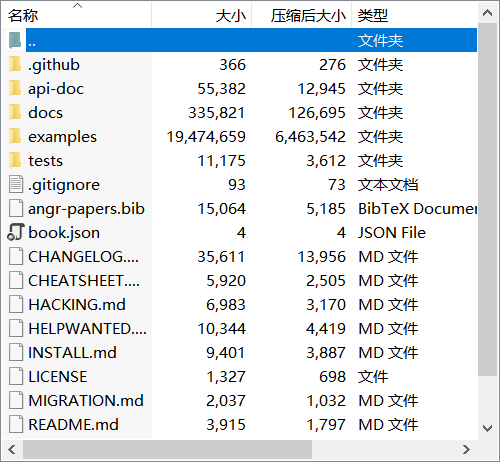 名称 大小 压缩后大小 类型
.. 文件夹
.github 366 276 文件夹
api-doc 55,382 12,945 文件夹
docs 335,821 126,695 文件夹
examples 19,474,659 6,463,542 文件夹
tests 11,175 3,612 文件夹
.gitignore 93 73 文本文档
angr-papers.bib 15,064 5,185 BibTeX Documen
book.json 4 4 JSON File
CHANGELOG.... 35,611 13,956 MD 文件
CHEATSHEET.... 5,920 2,505 MD 文件
HACKING.md 6,983 3,170 MD 文件
HELPWANTED.... 10,344 4,419 MD 文件
INSTALL.md 9,401 3,887 MD 文件
LICENSE 1,327 698 文件
MIGRATION.md 2,037 1,032 MD 文件
README.md 3,915 1,797 MD 文件